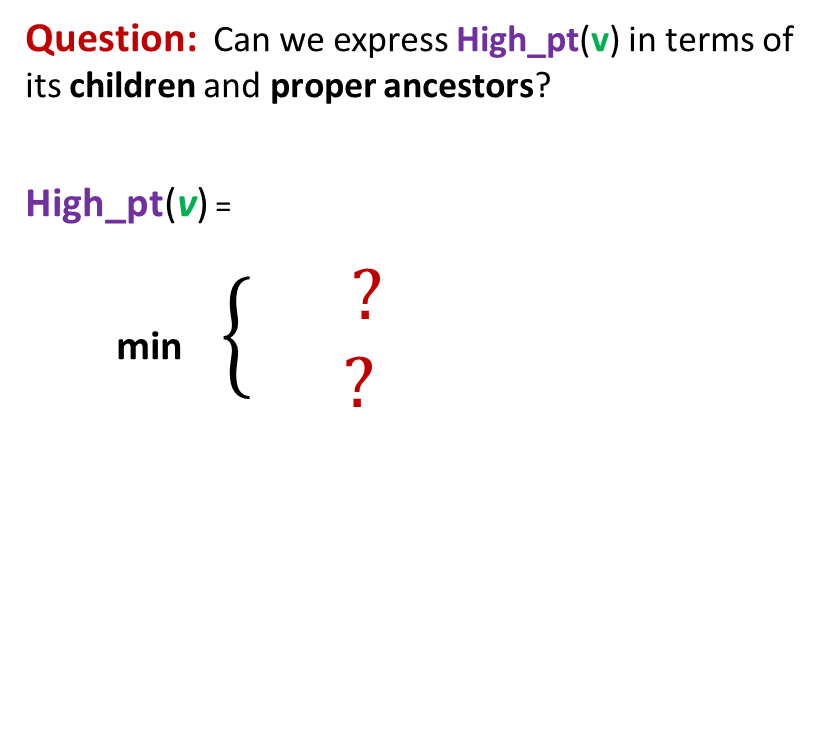 Question: Can we express High_pt(v) in terms of
its children and proper ancestors?
High_pt(v) =
min { ?
?